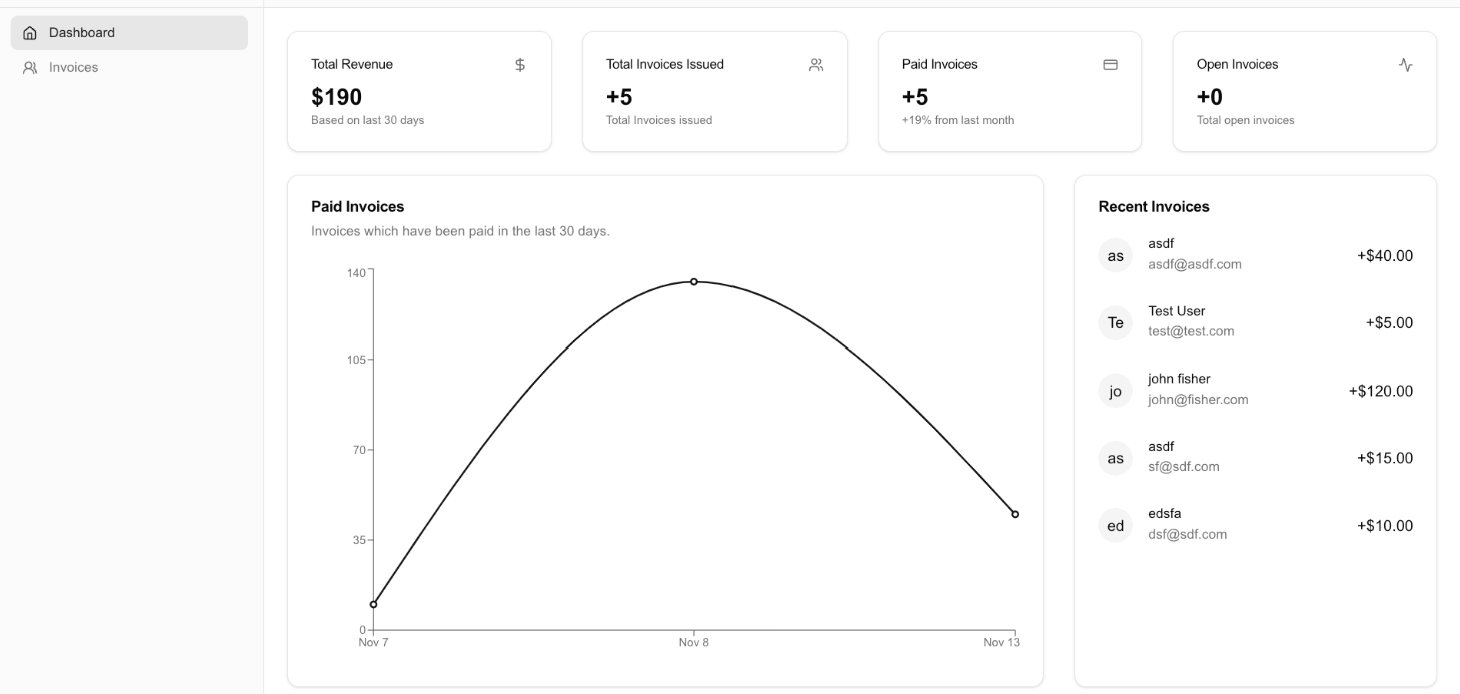 Dashboard
Invoices
Total Revenue
$190
Based on last 30 days
Total Invoices Issued
+5
Total Invoices issued
Paid Invoices
+5
+19% from last month
Open Invoices
+0
Total open invoices
Paid Invoices
Invoices which have been paid in the last 30 days.
140
105
70
35
0
Nov 7
Nov 8
Nov 13
Recent Invoices
as
asdf
asdf@asdf.com
+$40.00
Te
Test User
test@test.com
+$5.00
jo
john fisher
john@fisher.com
+$120.00
as
asdf
sf@sdf.com
+$15.00
ed
edsfa
dsf@sdf.com
+$10.00